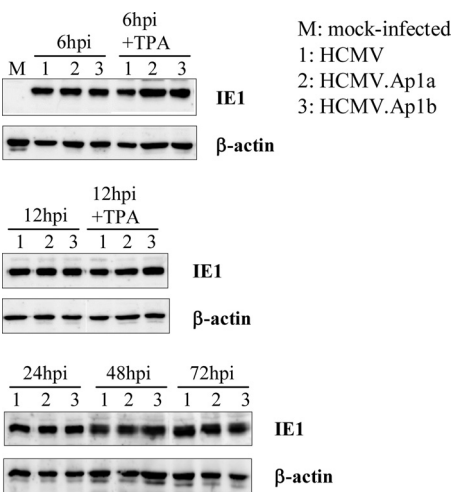 6hpi
6hpi
+TPA
M 1 2 3 1 2 3
IE1
β-actin
M: mock-infected
1: HCMV
2: HCMV.Ap1a
3: HCMV.Ap1b
12hpi
12hpi
+TPA
1 2 3 1 2 3
IE1
β-actin
24hpi 48hpi 72hpi
1 2 3 1 2 3 1 2 3
IE1
β-actin